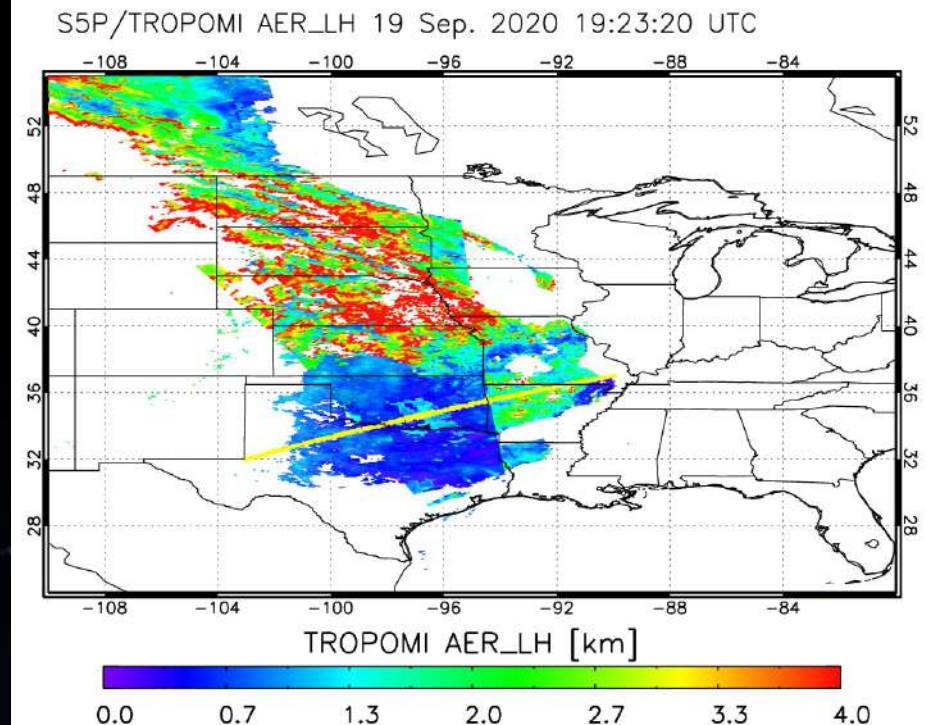 S5P/TROPOMI AER_LH 19 Sep. 2020 19:23:20 UTC
-108 -104 -100 -96 -92 -88 -84
52 52
48 48
44 44
40 40
36 36
32 32
28 28
-108 -104 -100 -96 -92 -88 -84
TROPOMI AER_LH [km]
0.0 0.7 1.3 2.0 2.7 3.3 4.0